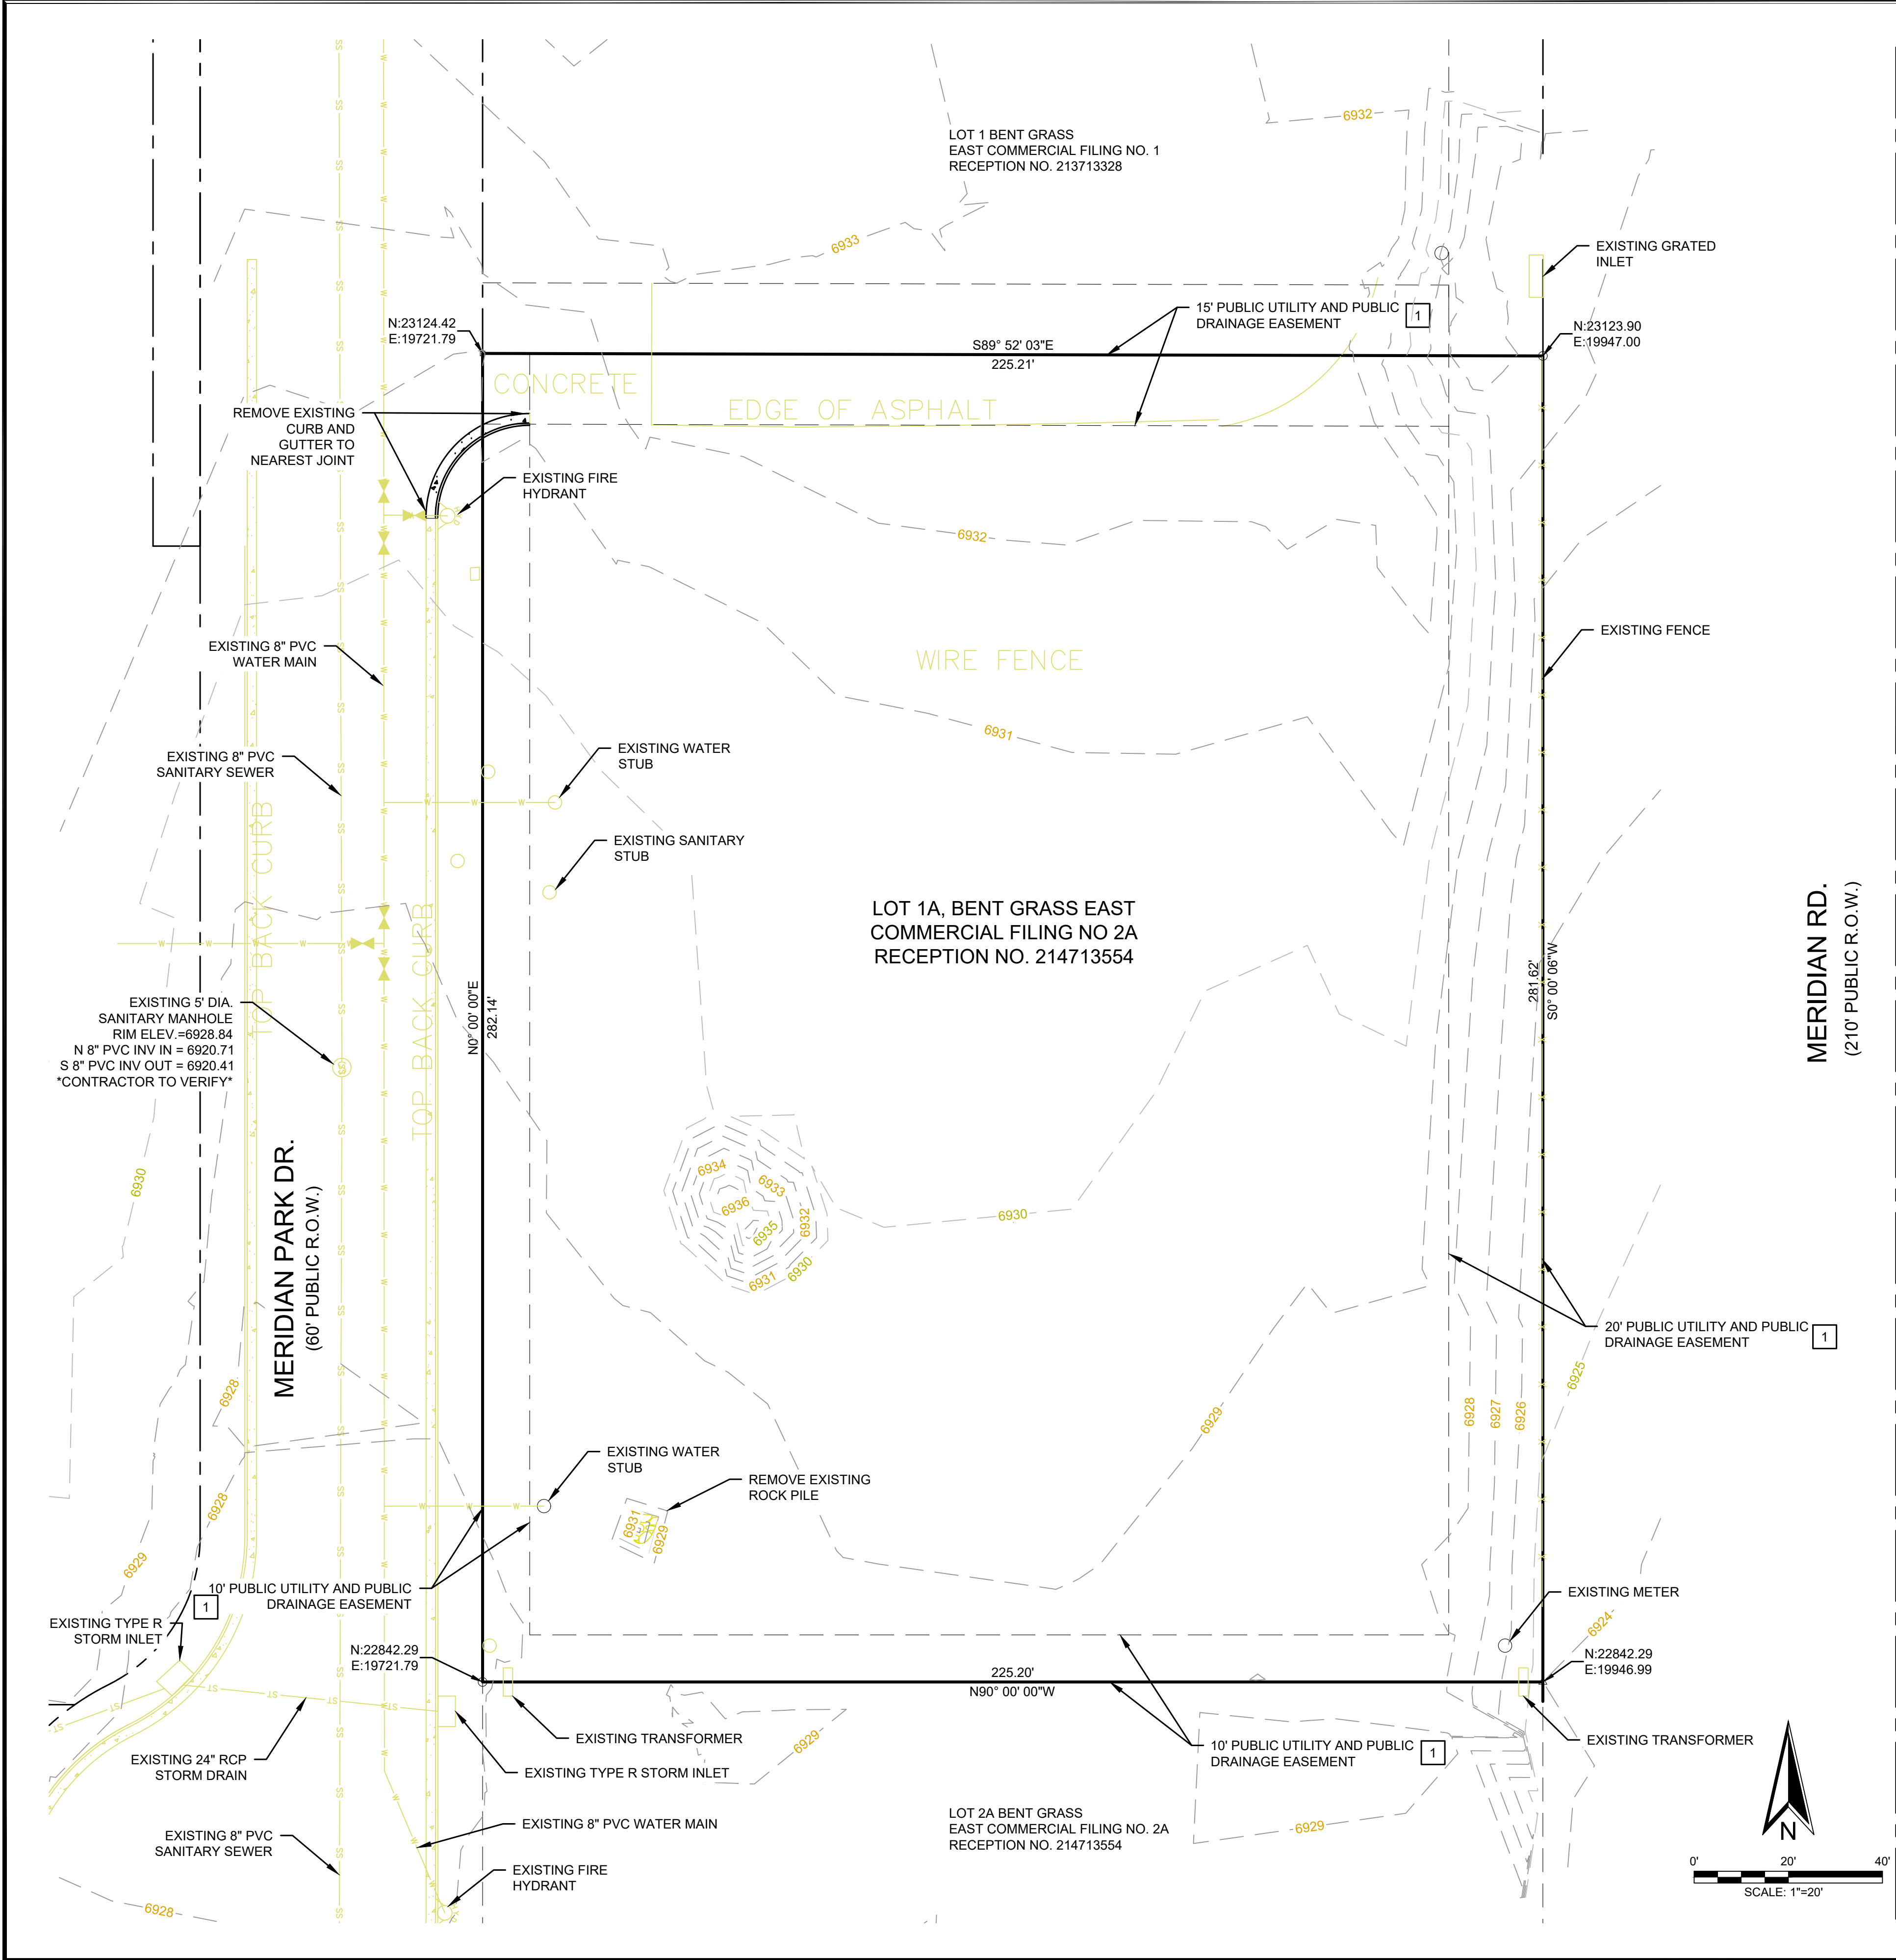 LOT 1 BENT GRASS
EAST COMMERCIAL FILING NO. 1
RECEPTION NO. 213713328
6932
6933
EXISTING GRATED
INLET
15' PUBLIC UTILITY AND PUBLIC
DRAINAGE EASEMENT
1
N:23124.42
E:19721.79
N:23123.90
E:19947.00
S89° 52' 03"E
225.21'
CONCRETE
EDGE OF ASPHALT
REMOVE EXISTING
CURB AND
GUTTER TO
NEAREST JOINT
EXISTING FIRE
HYDRANT
6932
EXISTING 8" PVC
WATER MAIN
WIRE FENCE
EXISTING FENCE
6931
EXISTING 8" PVC
SANITARY SEWER
EXISTING WATER
STUB
TOP BACK CURB
EXISTING SANITARY
STUB
LOT 1A, BENT GRASS EAST
COMMERCIAL FILING NO 2A
RECEPTION NO. 214713554
TOP BACK CURB
N0° 00' 00"E
282.14'
281.62'
S0° 00' 06"W
MERIDIAN RD.
(210' PUBLIC R.O.W.)
EXISTING 5' DIA.
SANITARY MANHOLE
RIM ELEV.=6928.84
N 8" PVC INV IN = 6920.71
S 8" PVC INV OUT = 6920.41
*CONTRACTOR TO VERIFY*
6930
MERIDIAN PARK DR.
(60' PUBLIC R.O.W.)
6934
6933
6936
6935
6932
6931
6930
6930
20' PUBLIC UTILITY AND PUBLIC
DRAINAGE EASEMENT
1
6928
6929
6928
6927
6926
6925
EXISTING WATER
STUB
REMOVE EXISTING
ROCK PILE
6928
6931
6929
6929
10' PUBLIC UTILITY AND PUBLIC
DRAINAGE EASEMENT
1
EXISTING METER
6924
EXISTING TYPE R
STORM INLET
N:22842.29
E:19721.79
225.20'
N90° 00' 00"W
N:22842.29
E:19946.99
EXISTING TRANSFORMER
6929
EXISTING TRANSFORMER
10' PUBLIC UTILITY AND PUBLIC
DRAINAGE EASEMENT
1
EXISTING 24" RCP
STORM DRAIN
EXISTING TYPE R STORM INLET
LOT 2A BENT GRASS
EAST COMMERCIAL FILING NO. 2A
RECEPTION NO. 214713554
6929
EXISTING 8" PVC WATER MAIN
EXISTING 8" PVC
SANITARY SEWER
EXISTING FIRE
HYDRANT
6928
N
0' 20' 40'
SCALE: 1"=20'